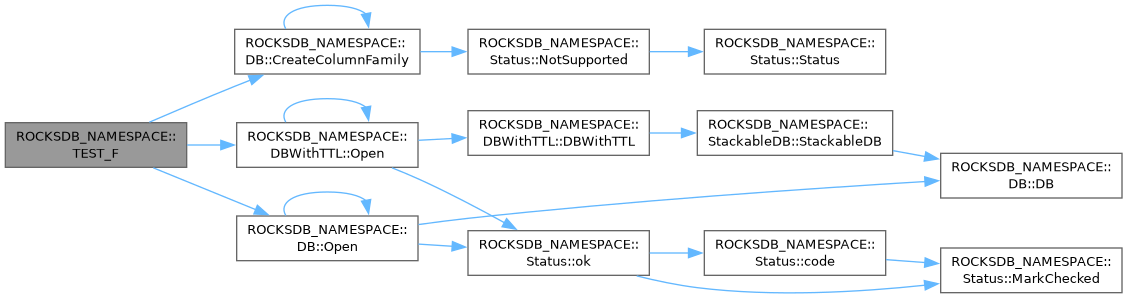 ROCKSDB_NAMESPACE::
TEST_F
ROCKSDB_NAMESPACE::
DB::CreateColumnFamily
ROCKSDB_NAMESPACE::
Status::NotSupported
ROCKSDB_NAMESPACE::
Status::Status
ROCKSDB_NAMESPACE::
DBWithTTL::Open
ROCKSDB_NAMESPACE::
DBWithTTL::DBWithTTL
ROCKSDB_NAMESPACE::
StackableDB::StackableDB
ROCKSDB_NAMESPACE::
DB::DB
ROCKSDB_NAMESPACE::
DB::Open
ROCKSDB_NAMESPACE::
Status::ok
ROCKSDB_NAMESPACE::
Status::code
ROCKSDB_NAMESPACE::
Status::MarkChecked